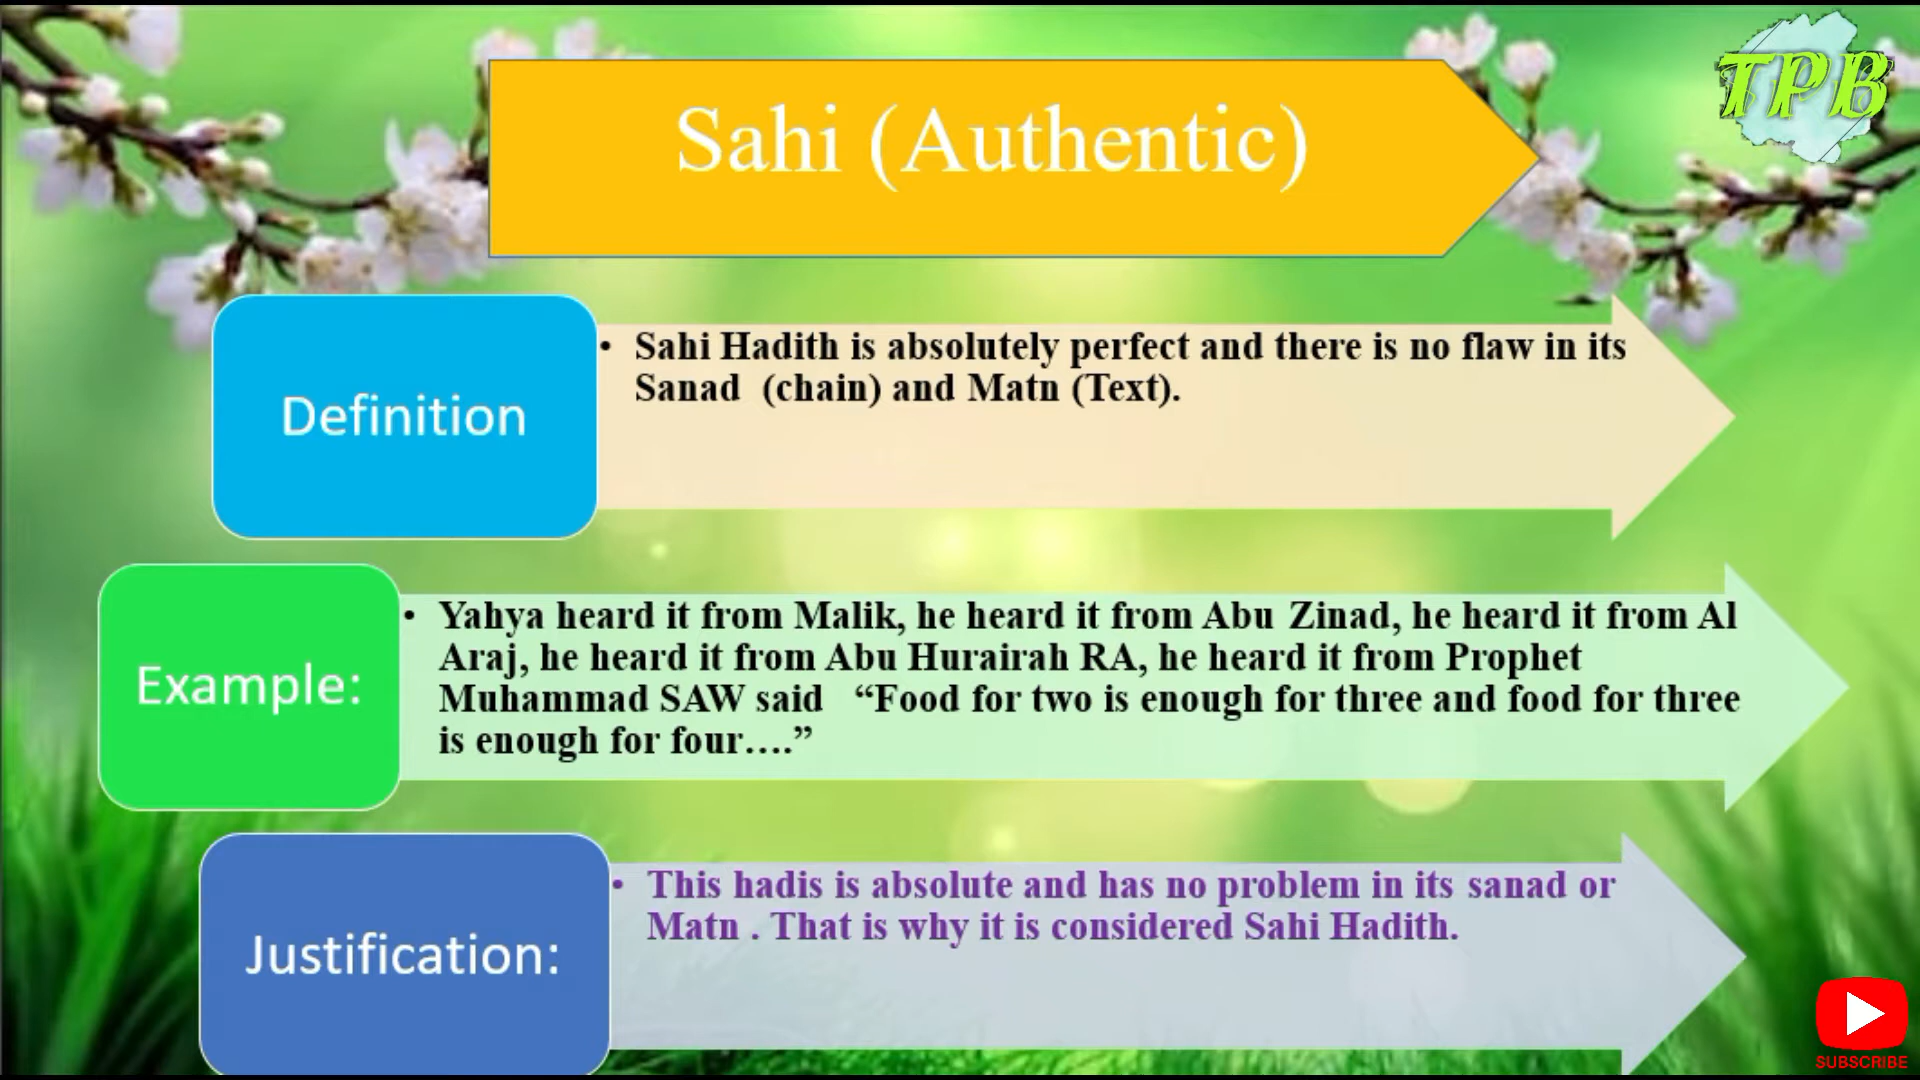 TPB
Sahi (Authentic)
Definition
• Sahi Hadith is absolutely perfect and there is no flaw in its
Sanad (chain) and Matn (Text).
Example:
• Yahya heard it from Malik, he heard it from Abu Zinad, he heard it from Al
Araj, he heard it from Abu Hurairah RA, he heard it from Prophet
Muhammad SAW said “Food for two is enough for three and food for three
is enough for four….”
Justification:
• This hadis is absolute and has no problem in its sanad or
Matn . That is why it is considered Sahi Hadith.
SUBSCRIBE